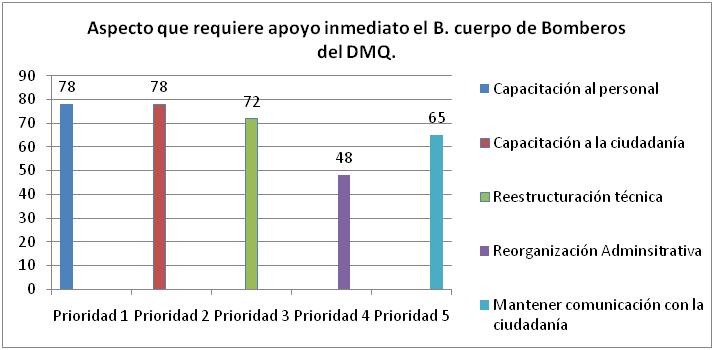 Aspecto que requiere apoyo inmediato el B. cuerpo de Bomberos
del DMQ.
90
80
70
60
50
40
30
20
10
0
78
78
72
48
65
Prioridad 1 Prioridad 2 Prioridad 3 Prioridad 4 Prioridad 5
Capacitación al personal
Capacitación a la ciudadanía
Reestructuración técnica
Reorganización Adminsitrativa
Mantener comunicación con la
ciudadanía